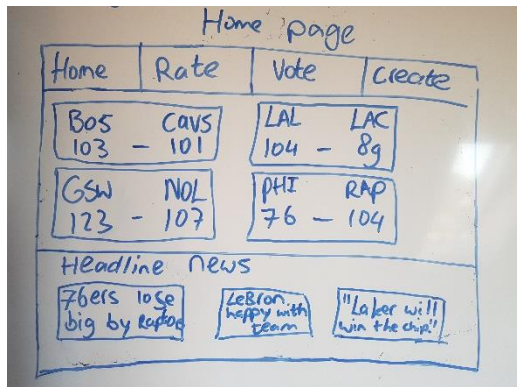 Home page
Home Rate Vote Create
BOS Cavs LAL LAC
103 - 101 104 - 89
GSW NOL PHI RAP
123 - 107 76 - 104
Headline news
76ers lose
big by
LeBron
happy with
team
"Laker will
win the chip!"